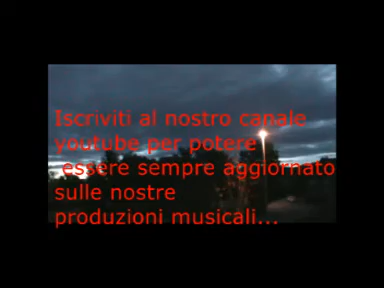 Iscriviti al nostro canale
youtube per potere
essere sempre aggiornato
sulle nostre
produzioni musicali...